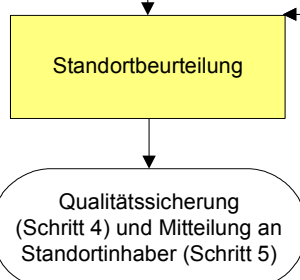 Standortbeurteilung
Qualitätssicherung
(Schritt 4) und Mitteilung an
Standortinhaber (Schritt 5)